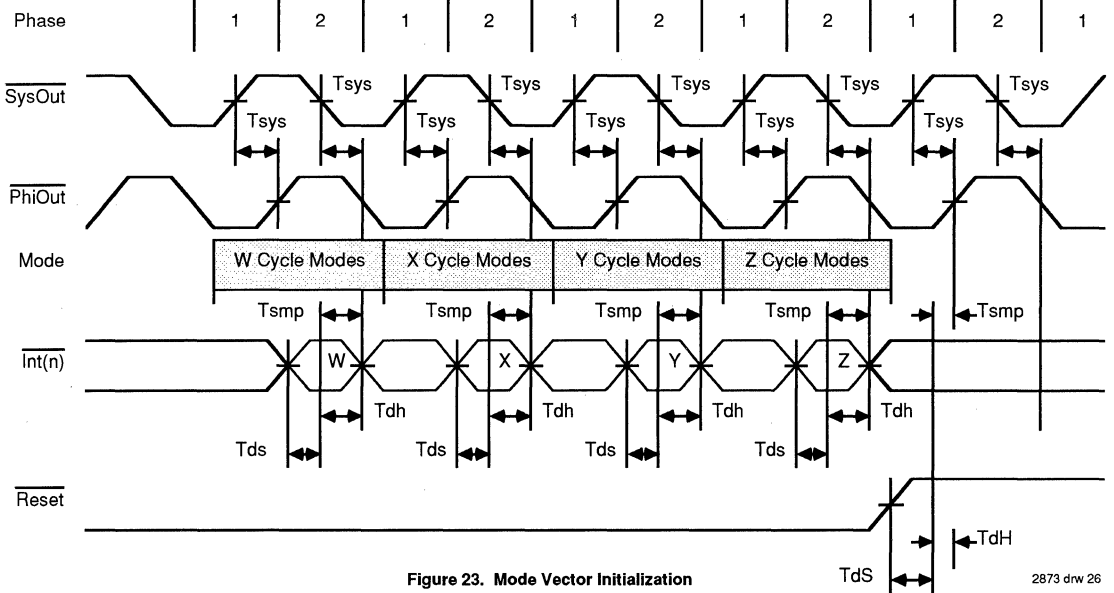 Phase 1 2 1 2 1 2 1 2 1 2 1
SysOut Tsys Tsys Tsys Tsys Tsys
Tsys Tsys Tsys Tsys Tsys
PhiOut
Mode W Cycle Modes X Cycle Modes Y Cycle Modes Z Cycle Modes
Tsmp Tsmp Tsmp Tsmp Tsmp
Int(n) W X Y Z
Tdh Tdh Tdh Tdh
Tds Tds Tds Tds
Reset
TdH
TdS
Figure 23. Mode Vector Initialization
2873 drw 26